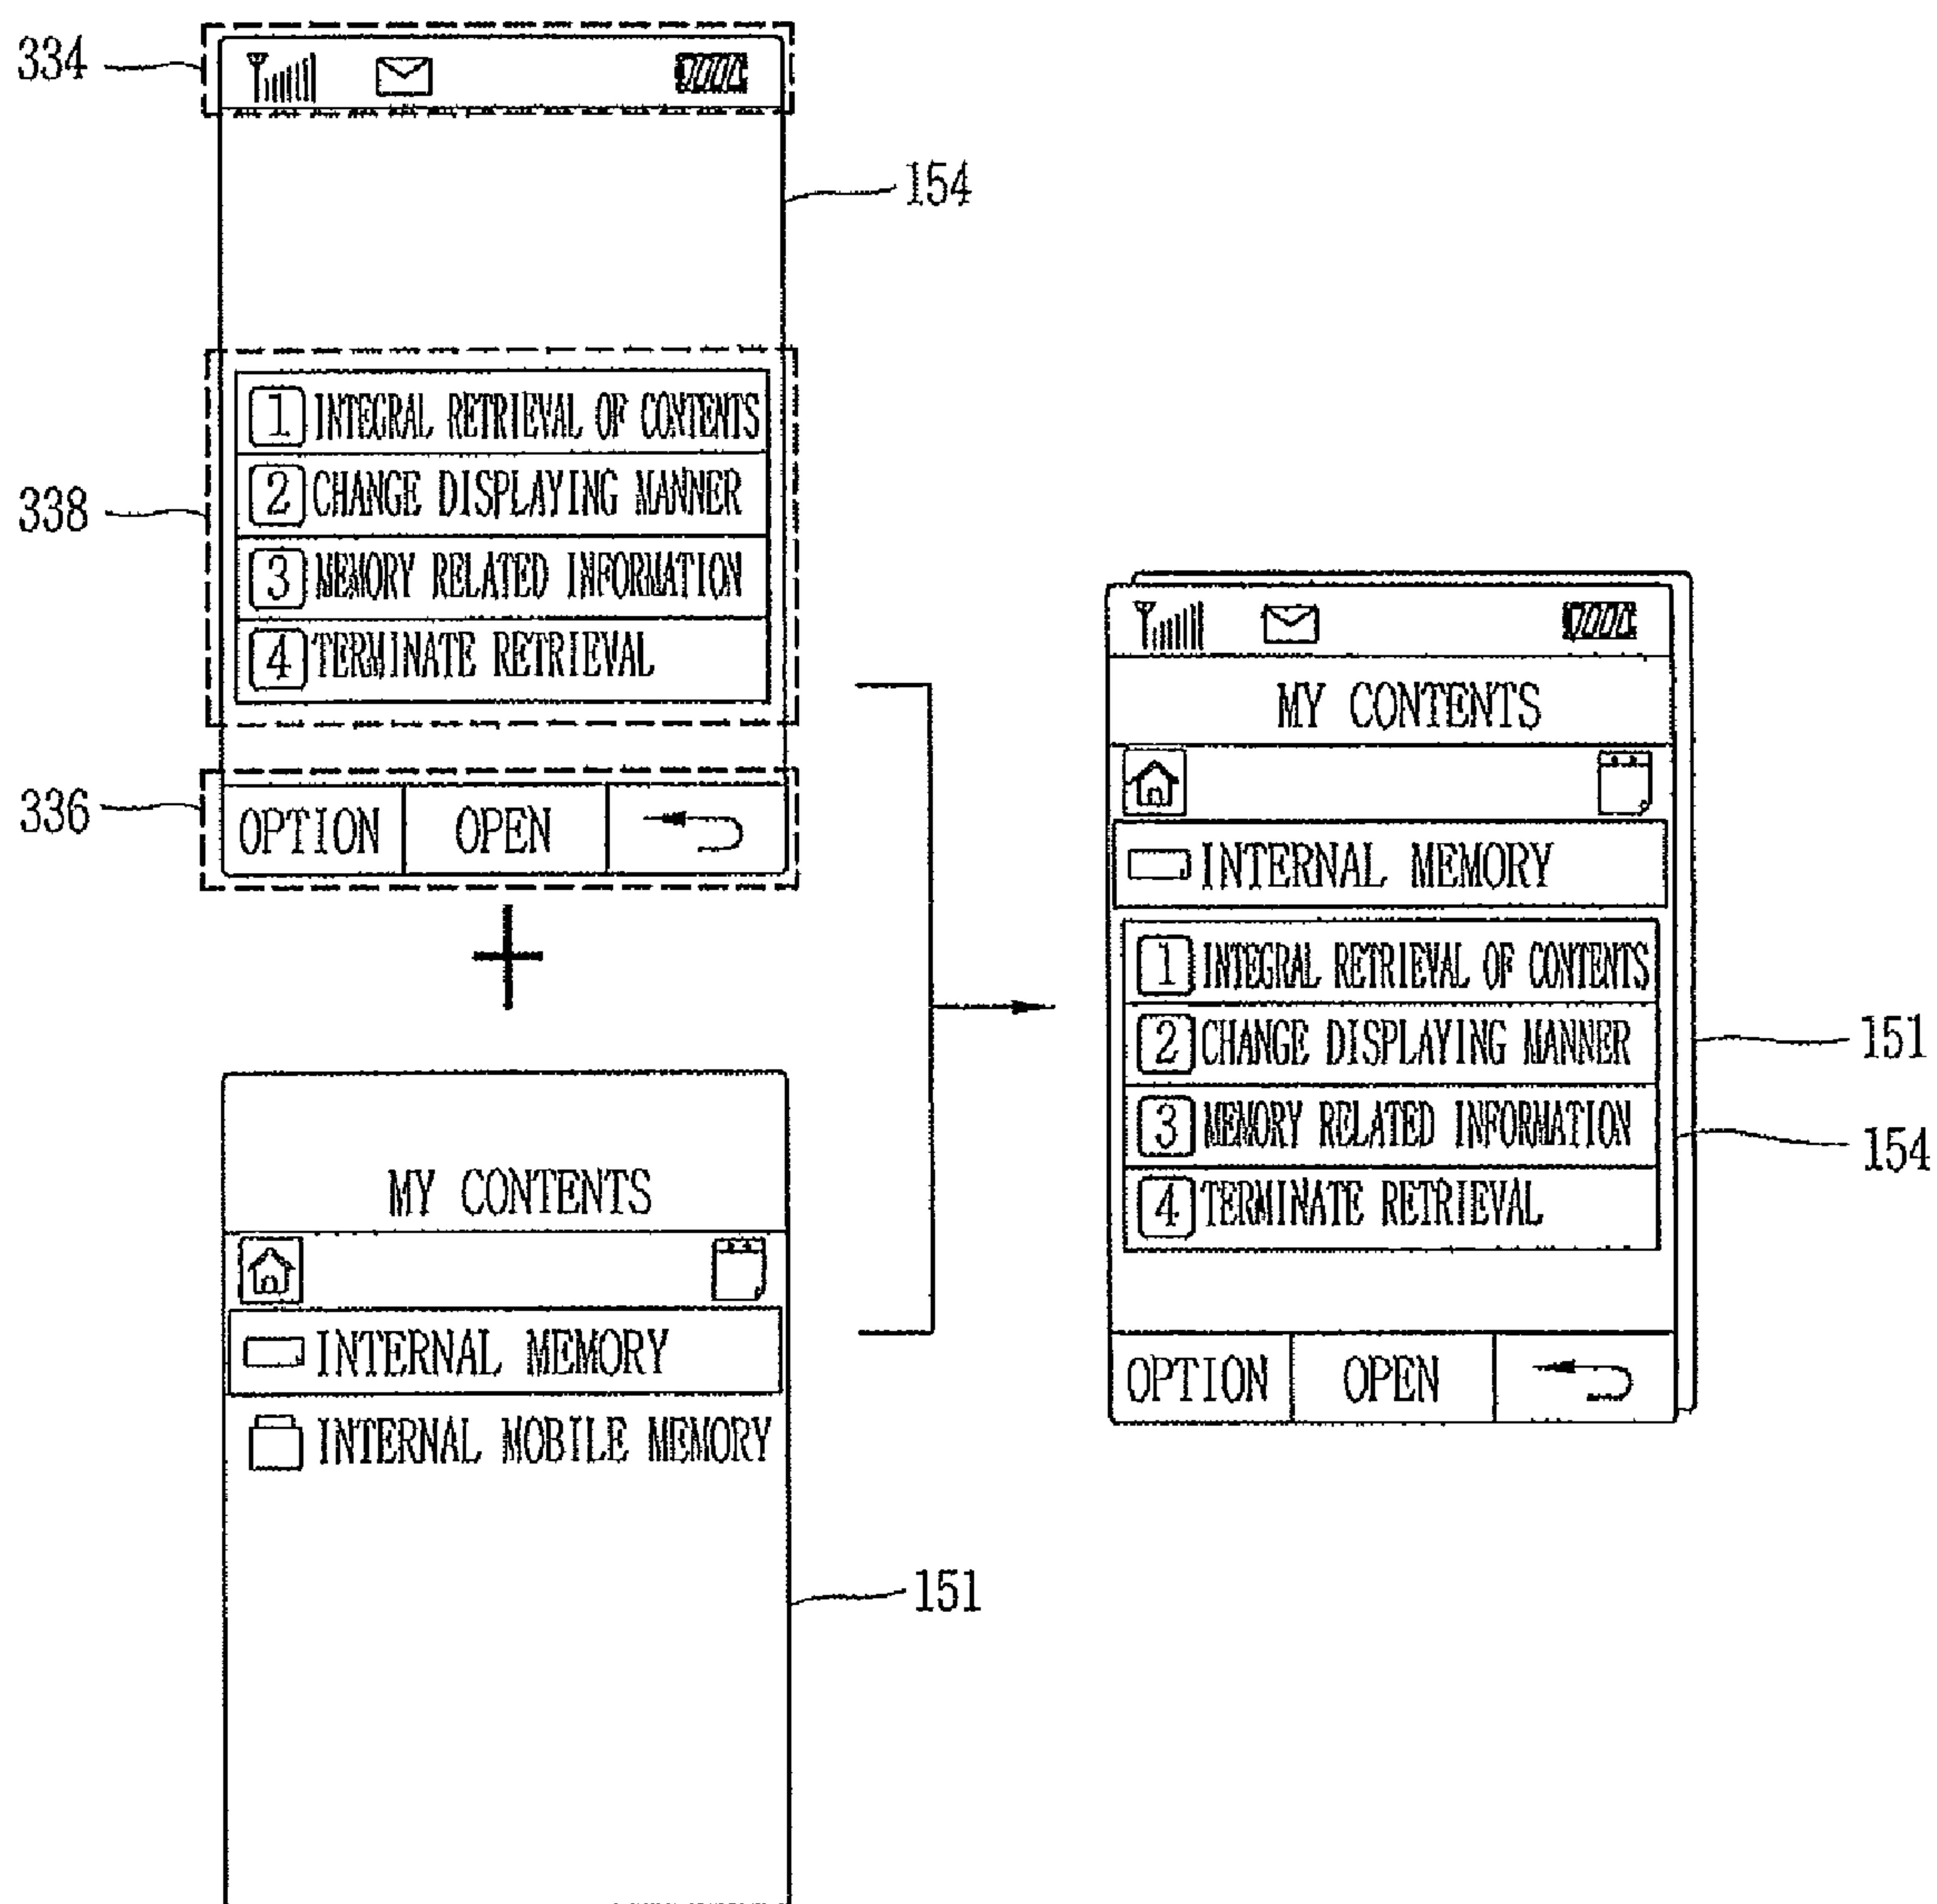 334
154
338
1 INTEGRAL RETRIEVAL OF CONTENTS
2 CHANGE DISPLAYING MANNER
3 MEMORY RELATED INFORMATION
4 TERMINATE RETRIEVAL
336
OPTION OPEN
+
MY CONTENTS
INTERNAL MEMORY
INTERNAL MOBILE MEMORY
151
MY CONTENTS
INTERNAL MEMORY
1 INTEGRAL RETRIEVAL OF CONTENTS
2 CHANGE DISPLAYING MANNER
3 MEMORY RELATED INFORMATION
4 TERMINATE RETRIEVAL
OPTION OPEN
151
154